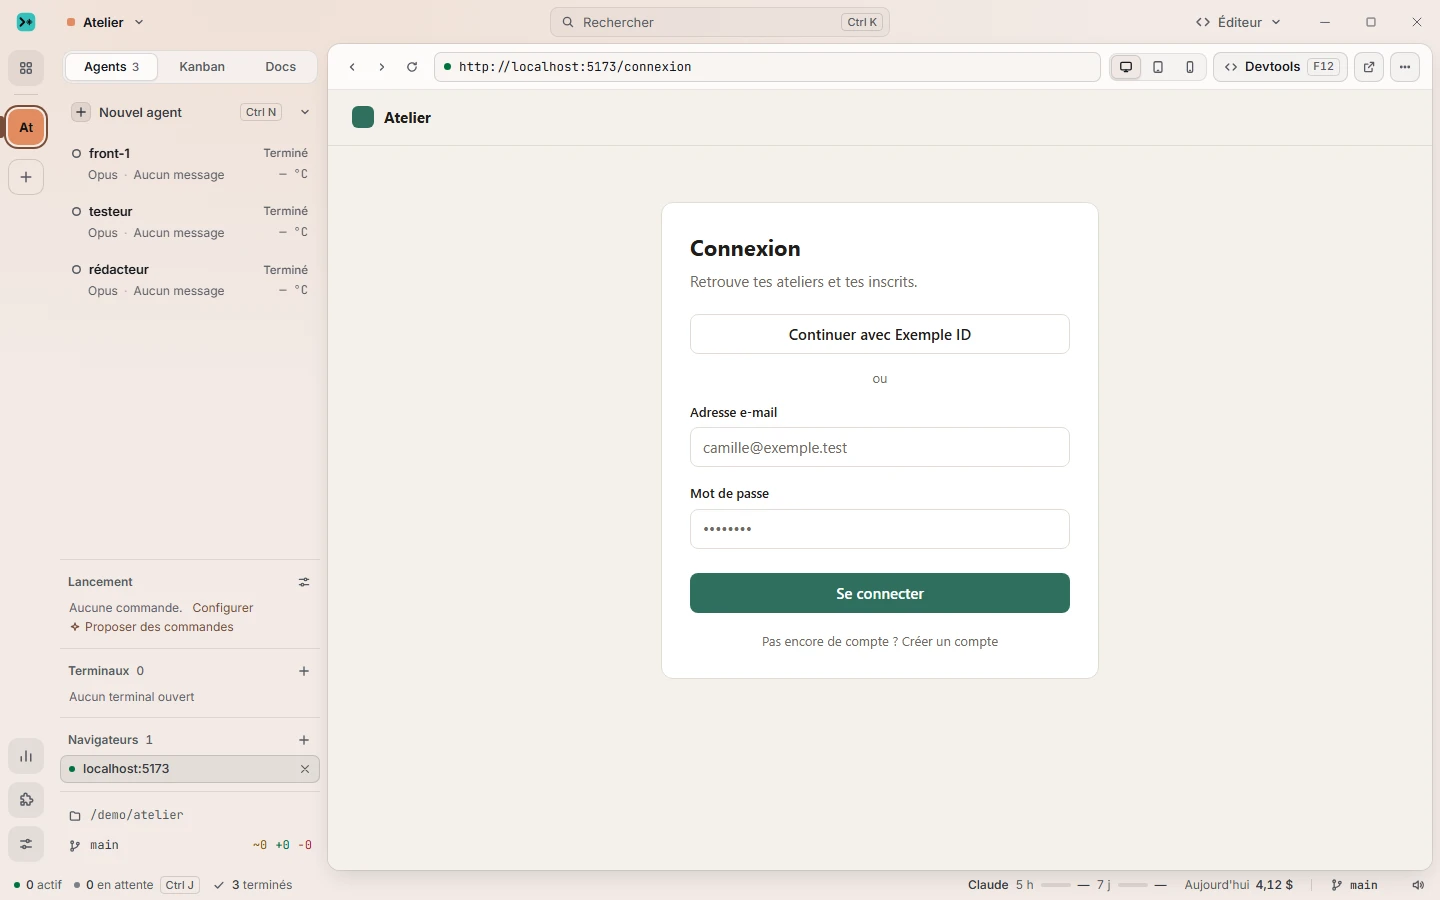 Atelier
Rechercher
Ctrl K
Éditeur
Agents 3
Kanban
Docs
http://localhost:5173/connexion
Devtools
F12
At
Nouvel agent
Ctrl N
front-1
Terminé
Opus · Aucun message
— °C
testeur
Terminé
Opus · Aucun message
— °C
rédacteur
Terminé
Opus · Aucun message
— °C
Lancement
Aucune commande. Configurer
Proposer des commandes
Terminaux 0
Aucun terminal ouvert
Navigateurs 1
localhost:5173
/demo/atelier
main
~0 +0 -0
Atelier
Connexion
Retrouve tes ateliers et tes inscrits.
Continuer avec Exemple ID
ou
Adresse e-mail
camille@exemple.test
Mot de passe
••••••••
Se connecter
Pas encore de compte ? Créer un compte
0 actif
0 en attente
Ctrl J
3 terminés
Claude 5 h — 7 j —
Aujourd'hui 4,12 $
main